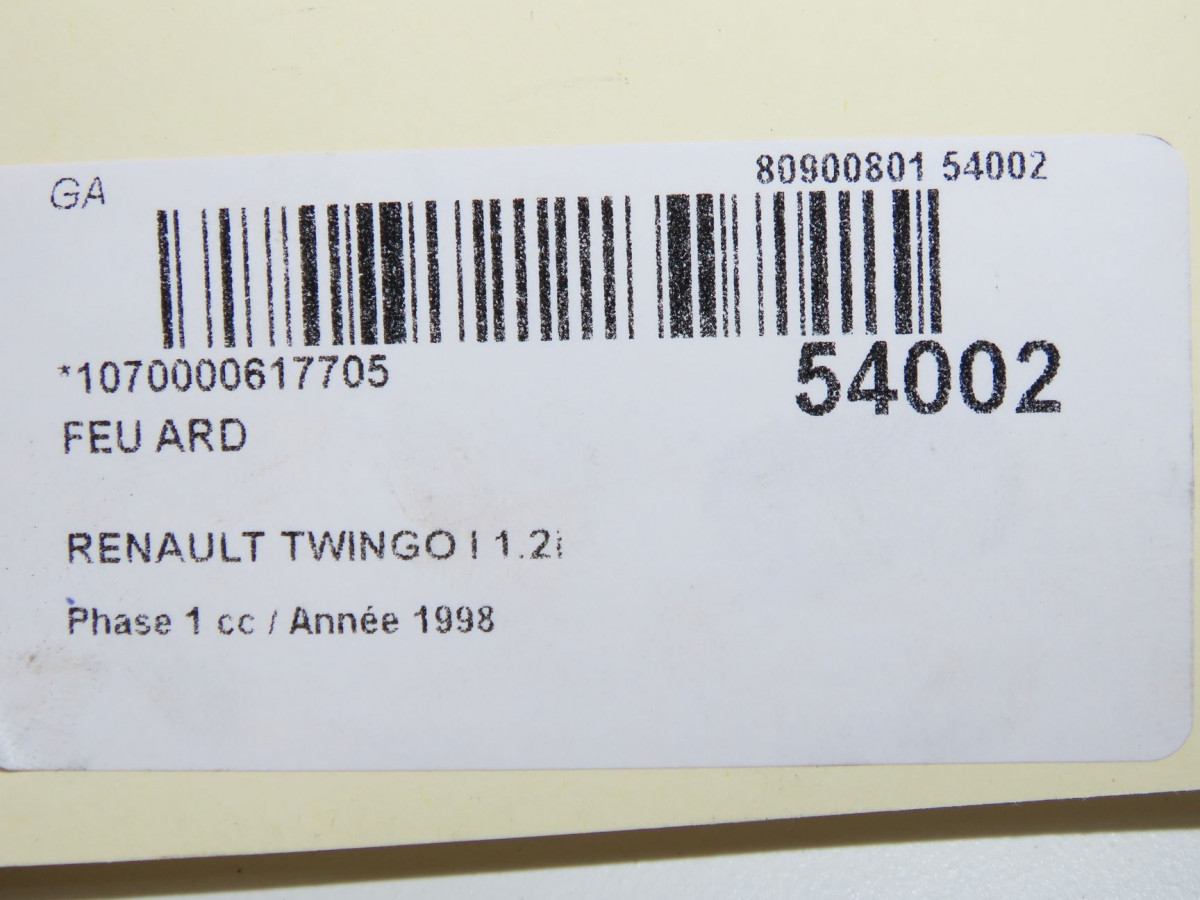 GA
80900801 54002
*1070000617705
54002
FEU ARD
RENAULT TWINGO I 1.2i
Phase 1 cc / Année 1998